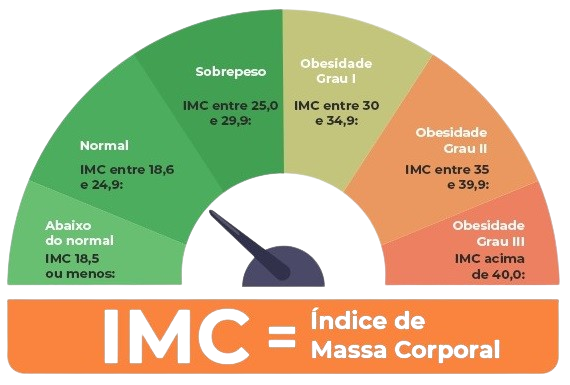 Abaixo
do normal
IMC 18,5
ou menos:
Normal
IMC entre 18,6
e 24,9:
Sobrepeso
IMC entre 25,0
e 29,9:
Obesidade
Grau I
IMC entre 30
e 34,9:
Obesidade
Grau II
IMC entre 35
e 39,9:
Obesidade
Grau III
IMC acima
de 40,0:
IMC = Índice de
Massa Corporal